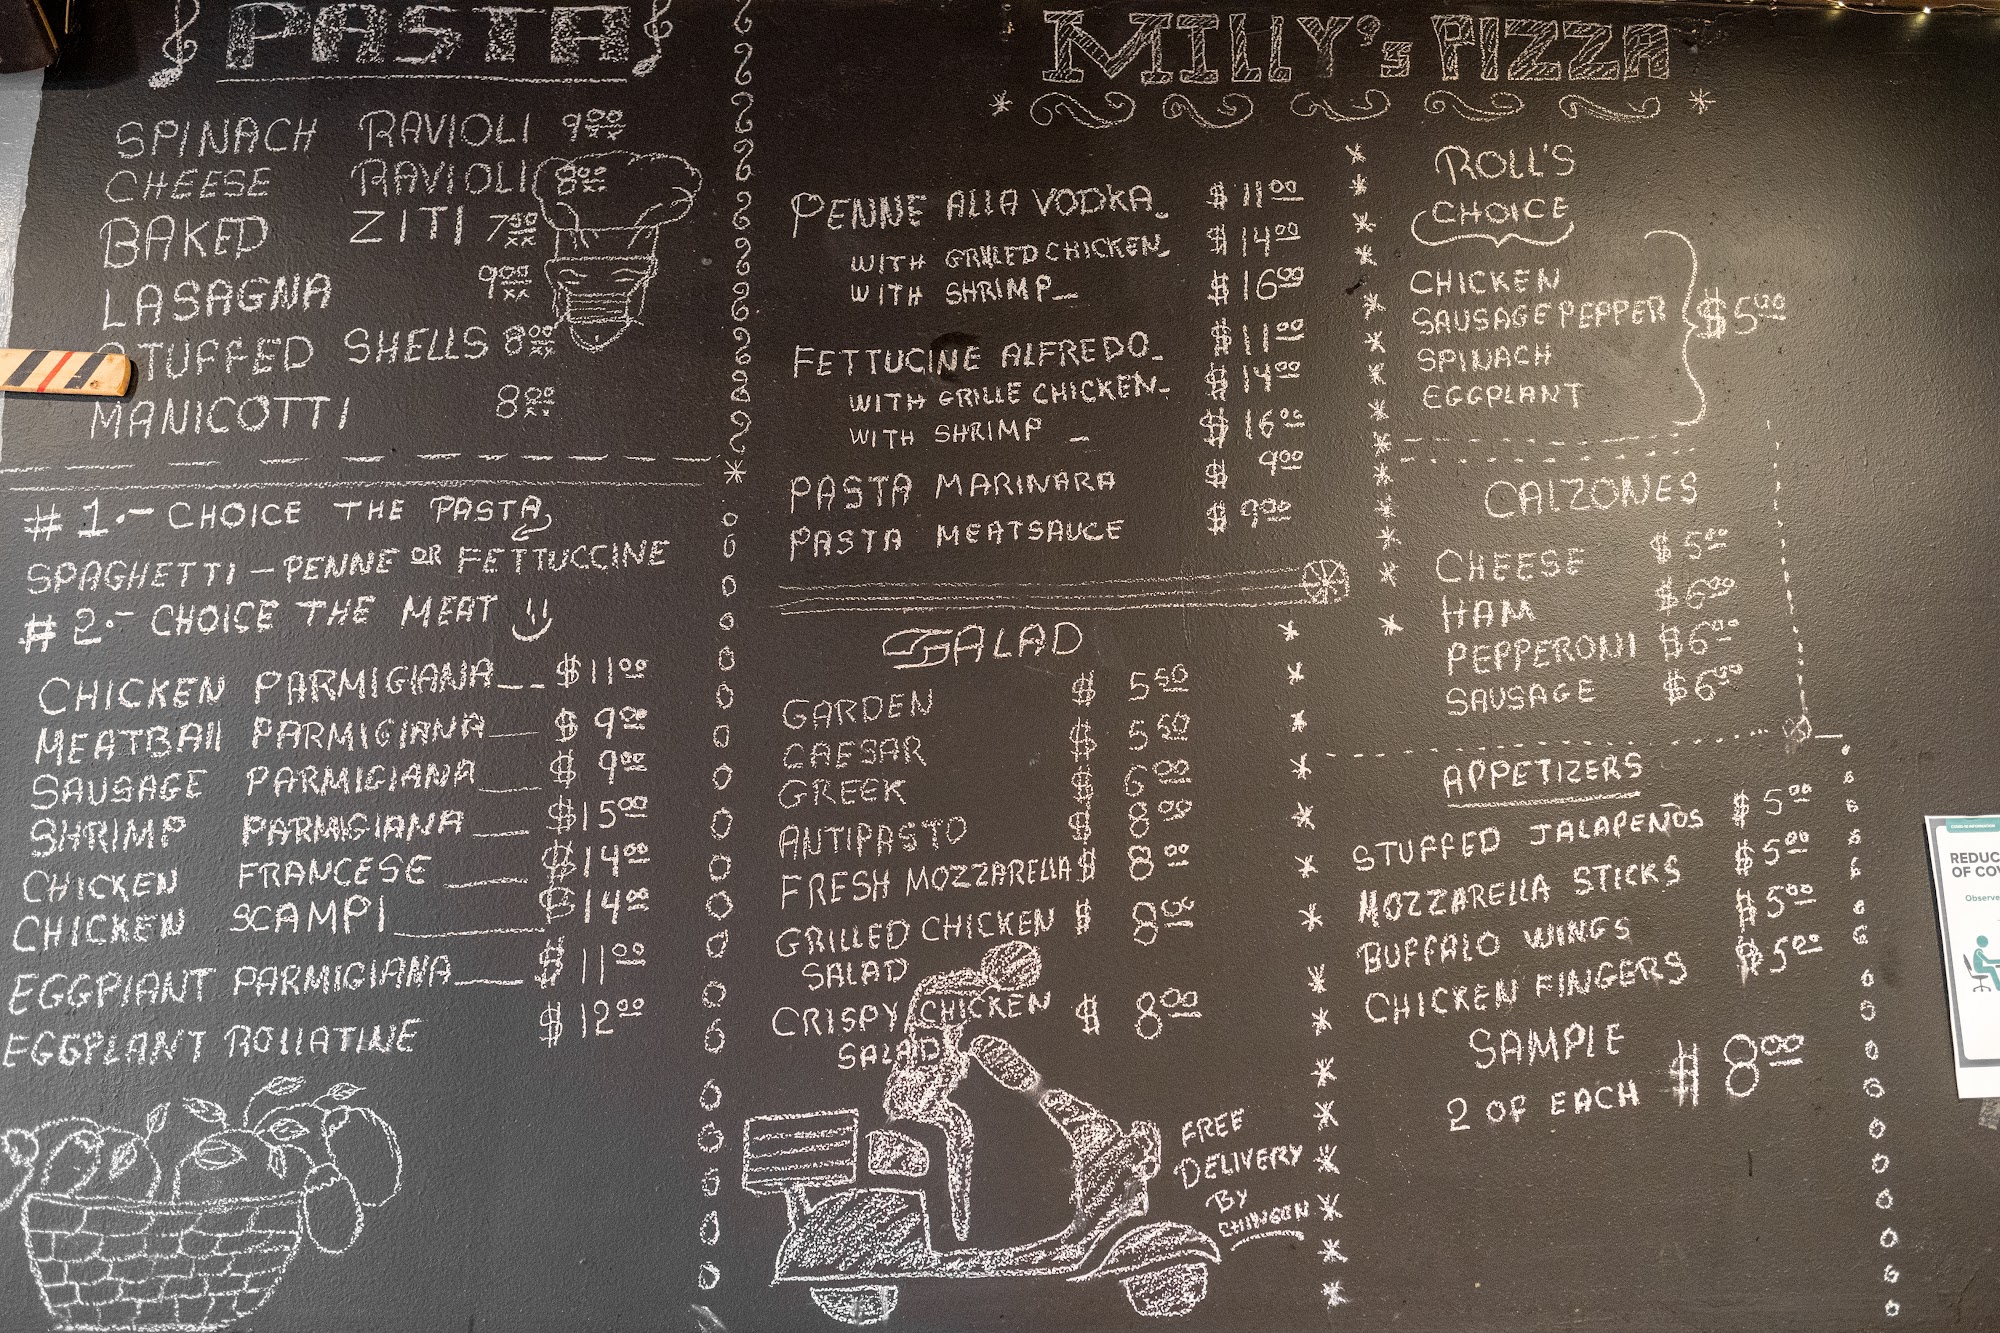 PASTA
SPINACH RAVIOLI 9.00
CHEESE RAVIOLI 8.00
BAKED ZITI 7.00
LASAGNA 9.00
STUFFED SHELLS 8.00
MANICOTTI 8.00
# 1.- CHOICE THE PASTA
SPAGHETTI - PENNE OR FETTUCCINE
# 2.- CHOICE THE MEAT
CHICKEN PARMIGIANA $11.00
MEATBALL PARMIGIANA $9.00
SAUSAGE PARMIGIANA $9.00
SHRIMP PARMIGIANA $15.00
CHICKEN FRANCESE $14.00
CHICKEN SCAMPI $14.00
EGGPLANT PARMIGIANA $11.00
EGGPLANT ROLLATINE $12.00
MILLY'S PIZZA
PENNE ALLA VODKA $11.00
WITH GRILLED CHICKEN $14.00
WITH SHRIMP $16.00
FETTUCINE ALFREDO $11.00
WITH GRILLE CHICKEN $14.00
WITH SHRIMP $16.00
PASTA MARINARA $9.00
PASTA MEATSAUCE $9.00
SALAD
GARDEN $5.50
CAESAR $5.50
GREEK $6.00
ANTIPASTO $8.00
FRESH MOZZARELLA $8.00
GRILLED CHICKEN $8.00
SALAD
CRISPY CHICKEN $8.00
SALAD
FREE
DELIVERY
BY
CHINGON
ROLL'S
CHOICE
CHICKEN
SAUSAGE PEPPER $5.00
SPINACH
EGGPLANT
CALZONES
CHEESE $5.00
HAM $6.00
PEPPERONI $6.00
SAUSAGE $6.00
APPETIZERS
STUFFED JALAPEÑOS $5.00
MOZZARELLA STICKS $5.00
BUFFALO WINGS $5.00
CHICKEN FINGERS $5.00
SAMPLE
2 OF EACH $8.00
REDUC
OF COV
Observe